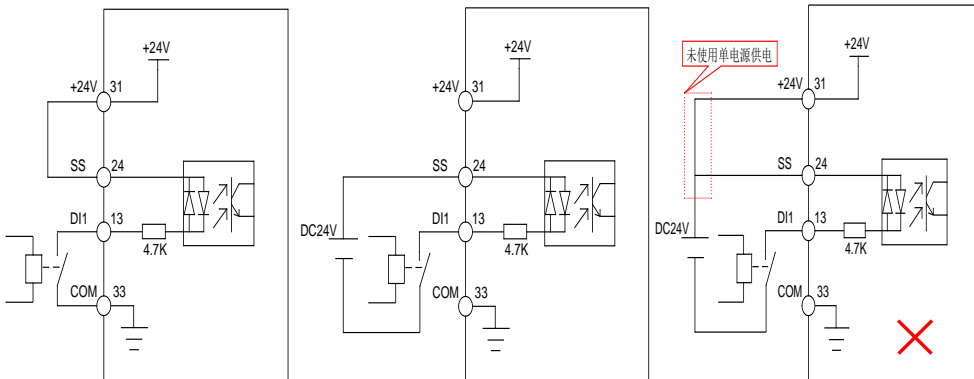 +24V
+24V
31
SS
24
DI1
13
4.7K
COM
33
+24V
+24V
31
SS
24
DC24V
DI1
13
4.7K
COM
33
未使用单电源供电
+24V
+24V
31
SS
24
DC24V
DI1
13
4.7K
COM
33